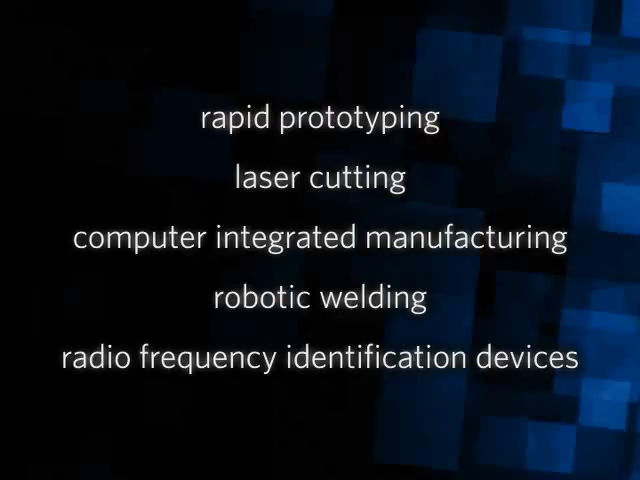 rapid prototyping
laser cutting
computer integrated manufacturing
robotic welding
radio frequency identification devices